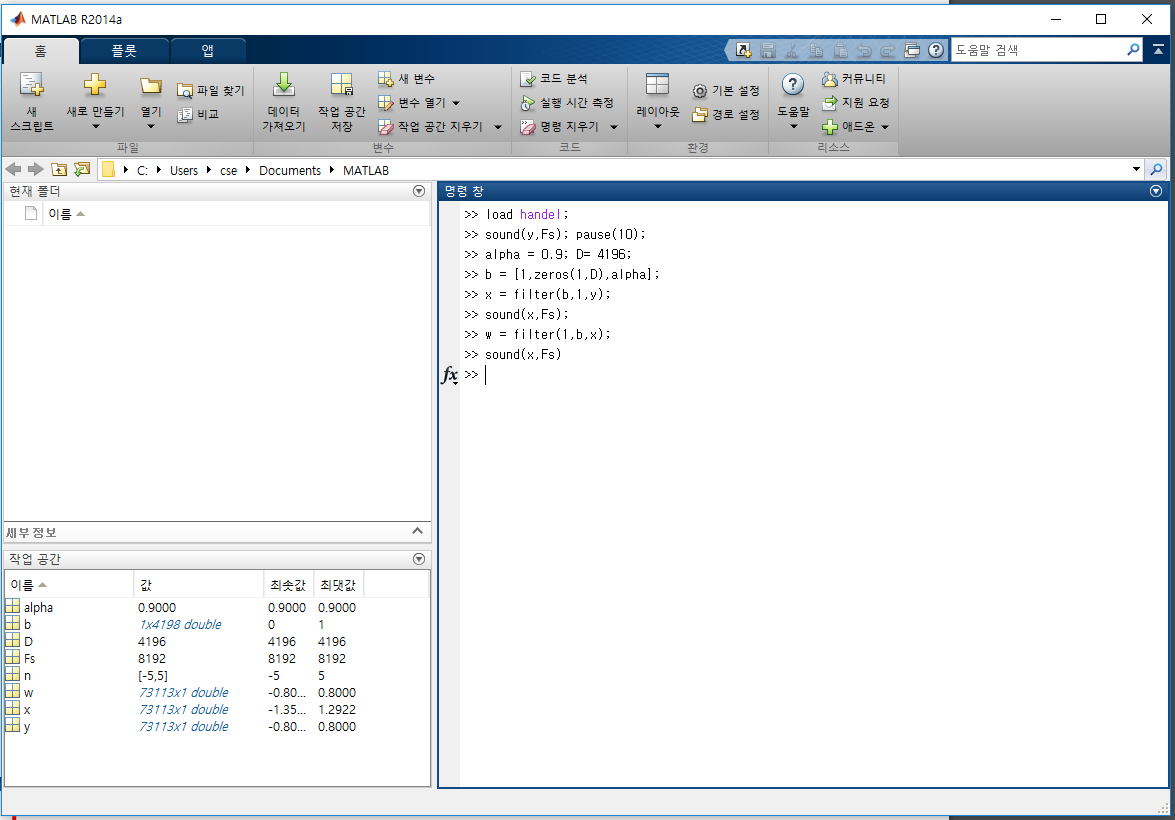 MATLAB R2014a
홈 플롯 앱 도움말 검색
새 스크립트
새로 만들기
열기
파일 찾기
비교
파일
데이터 가져오기
작업 공간 저장
새 변수
변수 열기
작업 공간 지우기
변수
코드 분석
실행 시간 측정
명령 지우기
코드
레이아웃
기본 설정
경로 설정
환경
도움말
커뮤니티
지원 요청
애드온
리소스
C: Users cse Documents MATLAB
현재 폴더
이름
세부 정보
작업 공간
이름 값 최솟값 최댓값
alpha 0.9000 0.9000 0.9000
b 1x4198 double 0 1
D 4196 4196 4196
Fs 8192 8192 8192
n [-5,5] -5 5
w 73113x1 double -0.80... 0.8000
x 73113x1 double -1.35... 1.2922
y 73113x1 double -0.80... 0.8000
명령 창
>> load handel;
>> sound(y,Fs); pause(10);
>> alpha = 0.9; D= 4196;
>> b = [1,zeros(1,D),alpha];
>> x = filter(b,1,y);
>> sound(x,Fs);
>> w = filter(1,b,x);
>> sound(x,Fs)
fx >>